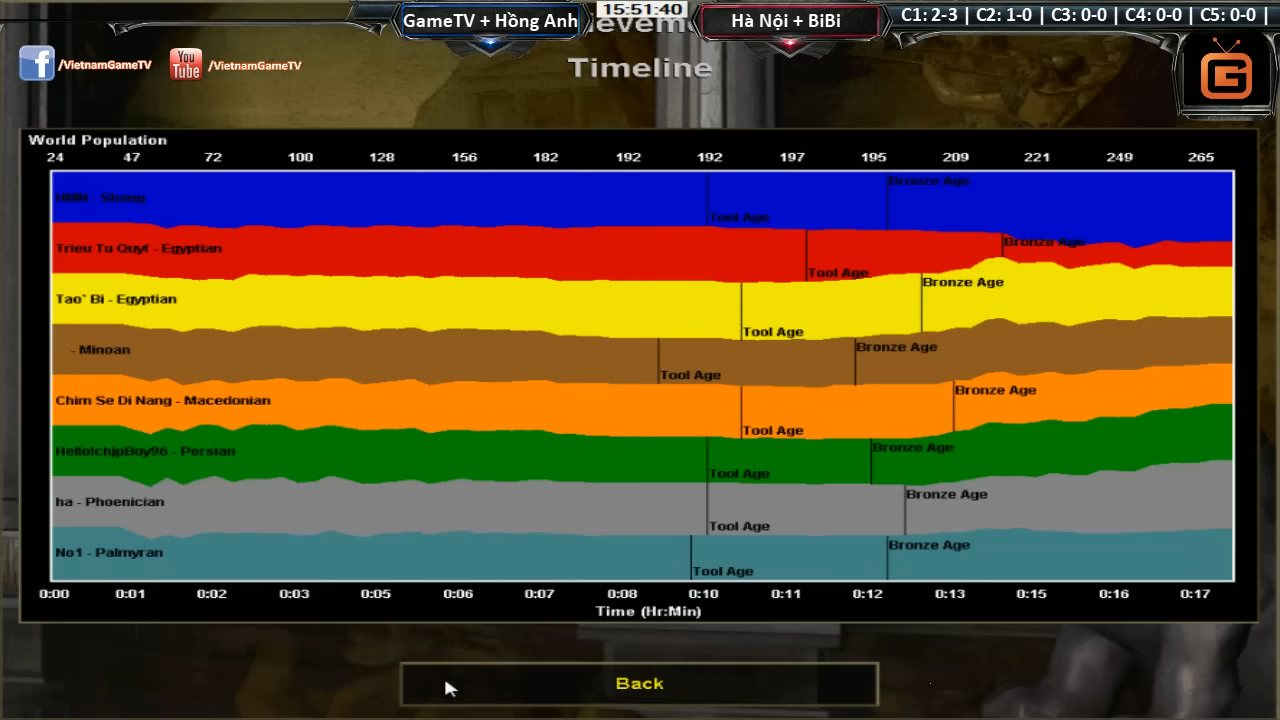 GameTV + Hồng Anh
15:51:40
Hà Nội + BiBi
C1: 2-3 | C2: 1-0 | C3: 0-0 | C4: 0-0 | C5: 0-0 |
/VietnamGameTV
You Tube /VietnamGameTV
Timeline
World Population
24 47 72 100 128 156 182 192 192 197 195 209 221 249 265
HMN - Shang
Tool Age
Bronze Age
Trieu Tu Quyt - Egyptian
Tool Age
Bronze Age
Tao` Bi - Egyptian
Tool Age
Bronze Age
- Minoan
Tool Age
Bronze Age
Chim Se Di Nang - Macedonian
Tool Age
Bronze Age
Hello!chjpBoy96 - Persian
Tool Age
Bronze Age
ha - Phoenician
Tool Age
Bronze Age
No1 - Palmyran
Tool Age
Bronze Age
0:00 0:01 0:02 0:03 0:05 0:06 0:07 0:08 0:10 0:11 0:12 0:13 0:15 0:16 0:17
Time (Hr:Min)
Back